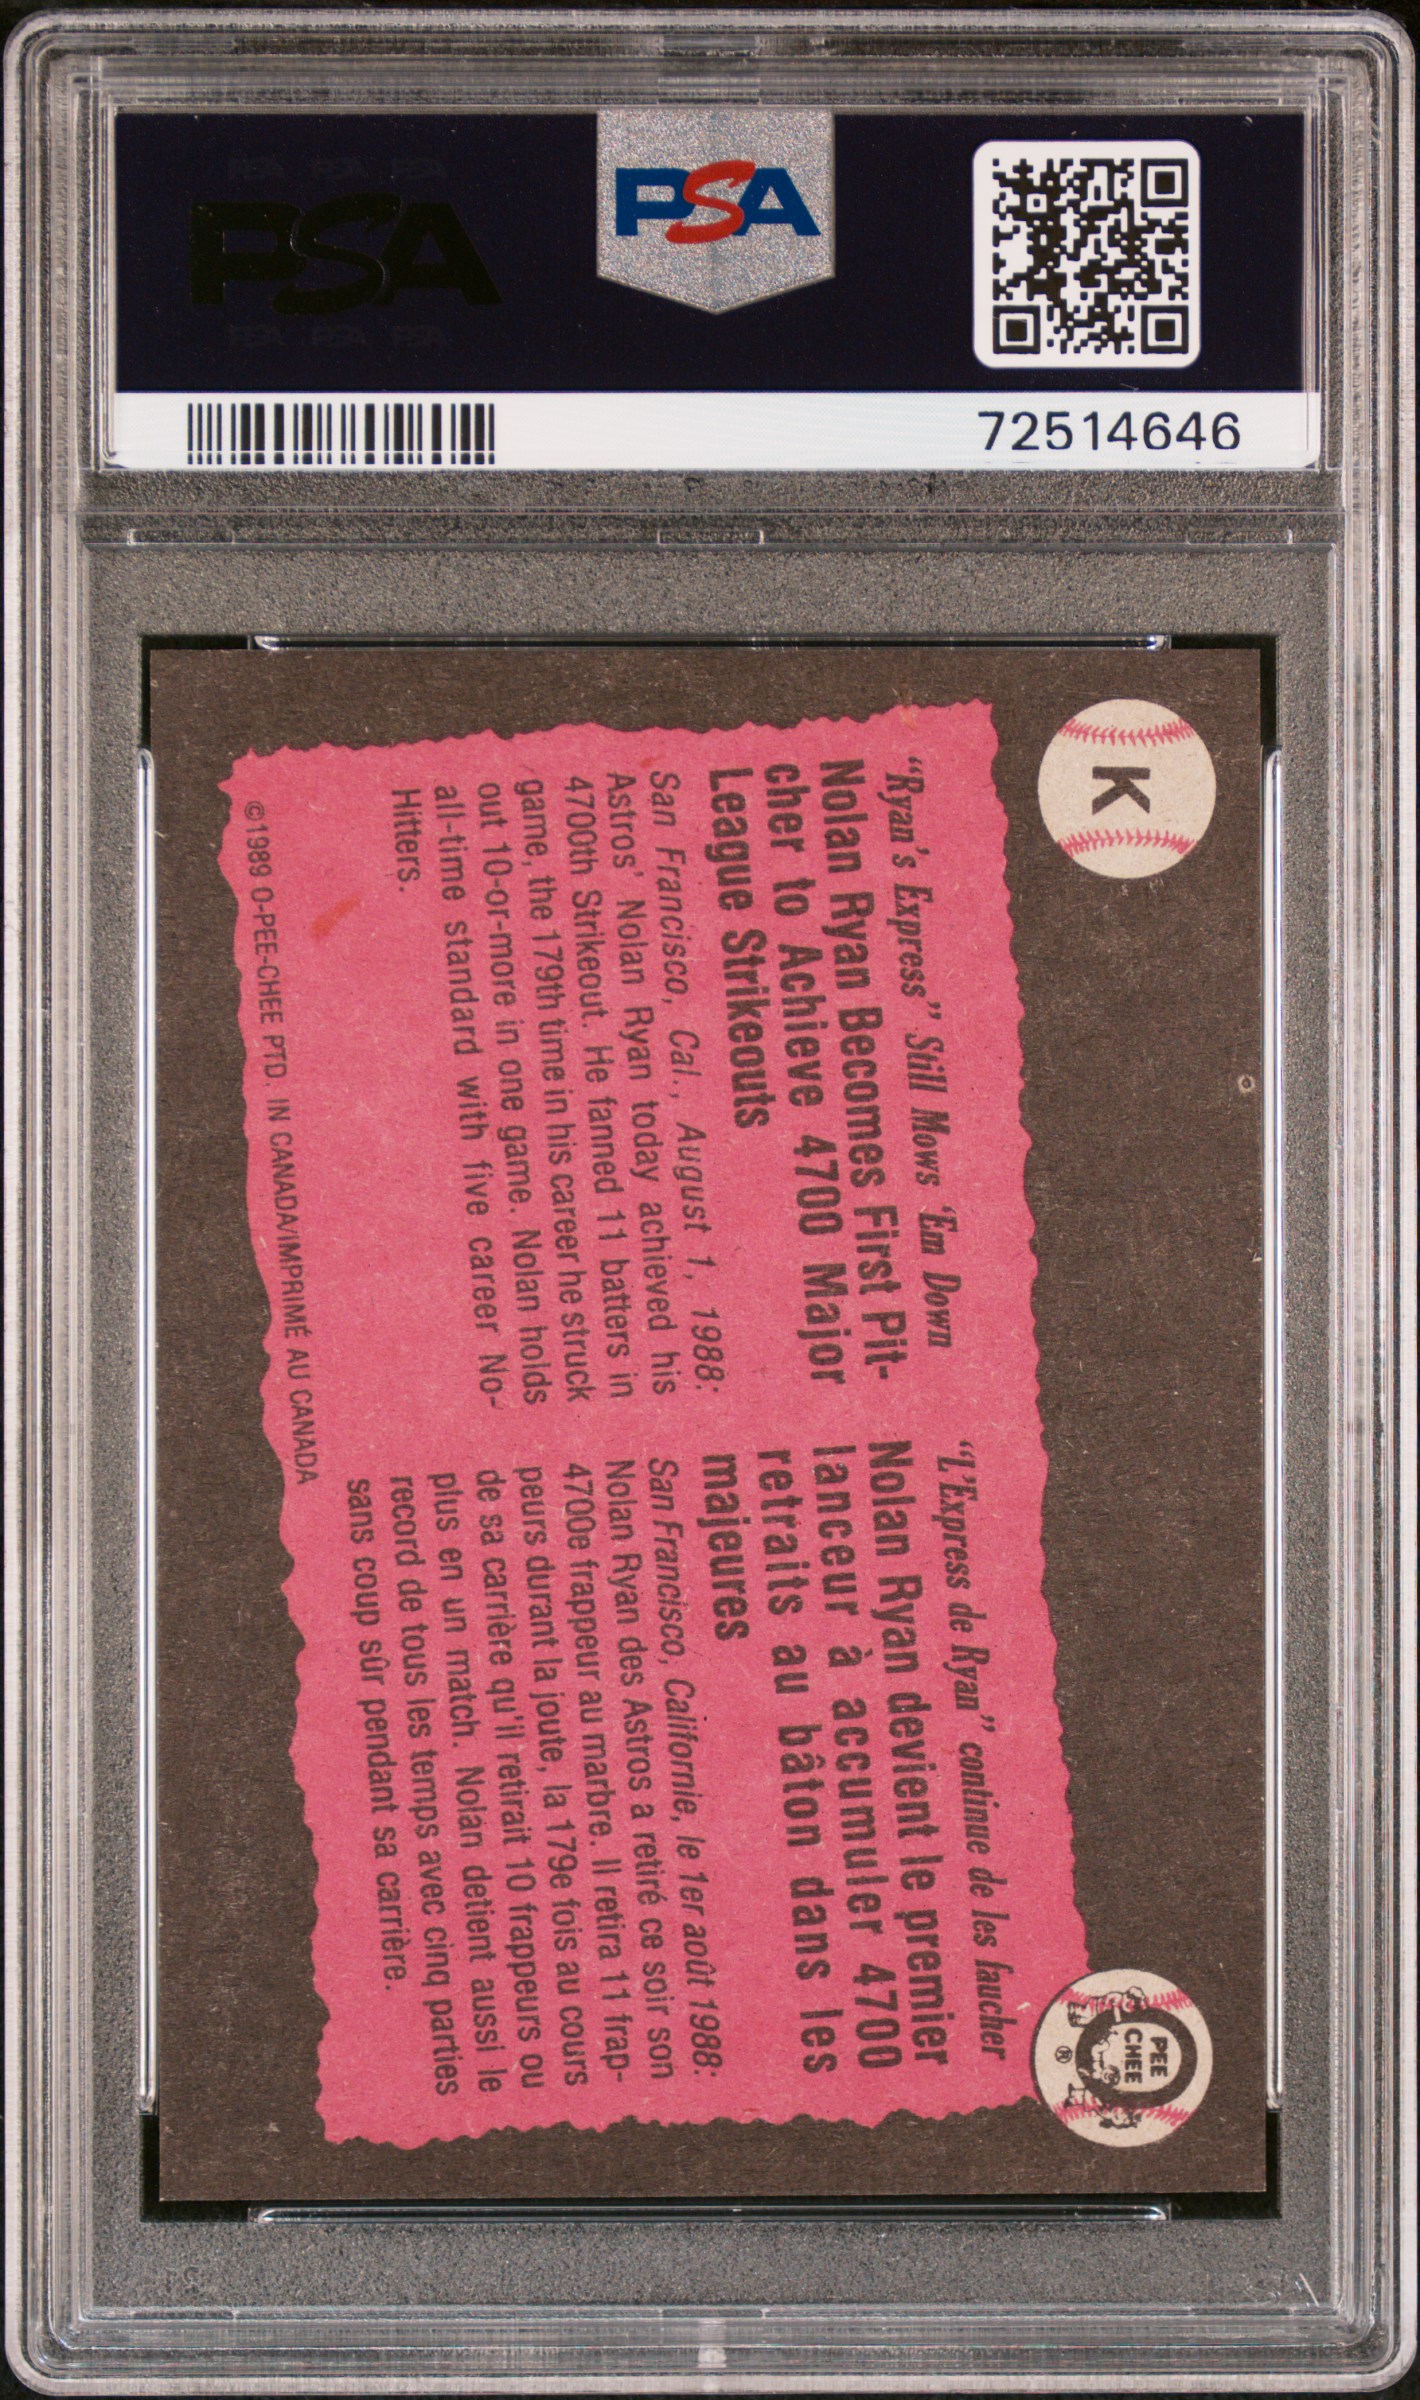 PSA
PSA
72514646
K
"Ryan's Express" Still Mows 'Em Down
Nolan Ryan Becomes First Pit-
cher to Achieve 4700 Major
League Strikeouts
San Francisco, Cal., August 1, 1988:
Astros' Nolan Ryan today achieved his
4700th Strikeout. He fanned 11 batters in
game, the 179th time in his career he struck
out 10-or-more in one game. Nolan holds
all-time standard with five career No-
Hitters.
©1989 O-PEE-CHEE PTD. IN CANADA/IMPRIMÉ AU CANADA
"L'Express de Ryan" continue de les faucher
Nolan Ryan devient le premier
lanceur à accumuler 4700
retraits au bâton dans les
majeures
San Francisco, Californie, le 1er août 1988:
Nolan Ryan des Astros a retiré ce soir son
4700e frappeur au marbre. Il retira 11 frap-
peurs durant la joute, la 179e fois au cours
de sa carrière qu'il retirait 10 frappeurs ou
plus en un match. Nolan detient aussi le
record de tous les temps avec cinq parties
sans coup sûr pendant sa carrière.
O
PEE
CHEE
®